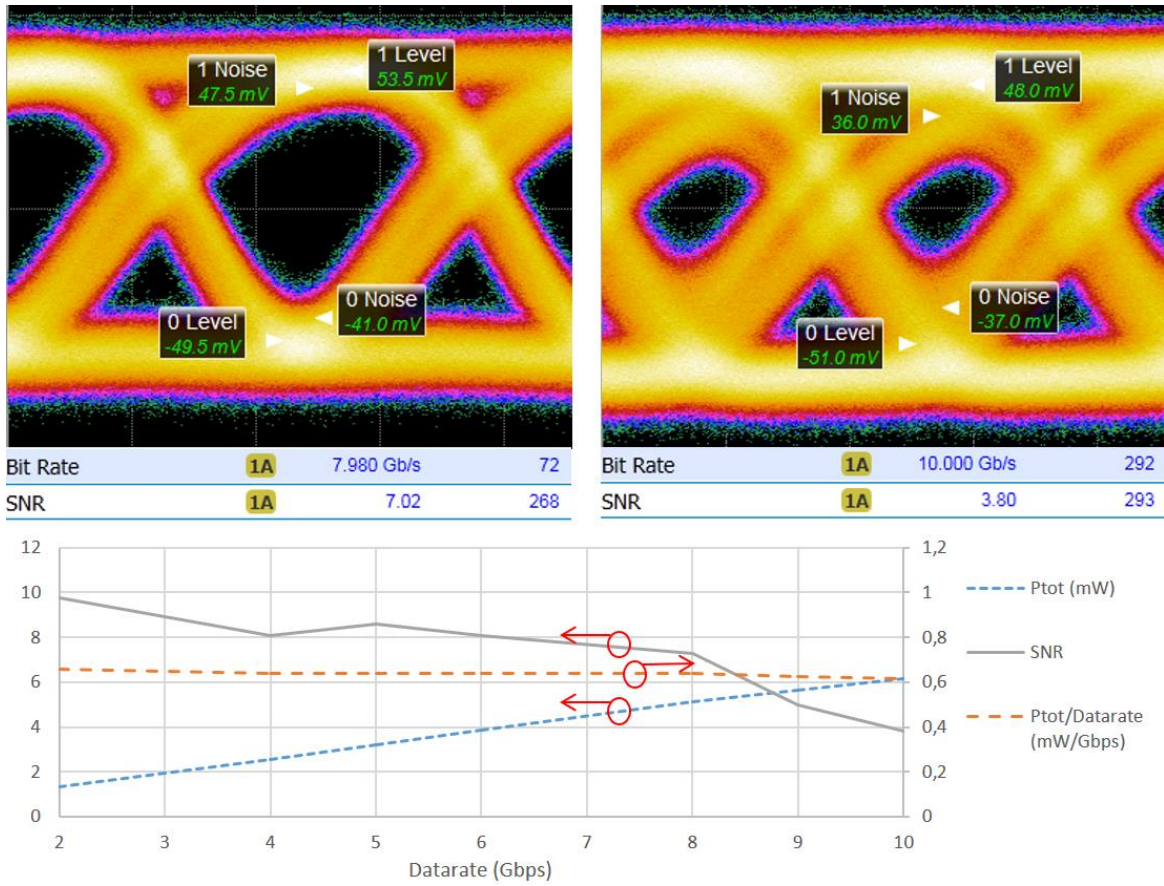 1 Noise
47.5 mV
1 Level
53.5 mV
0 Noise
-41.0 mV
0 Level
-49.5 mV
Bit Rate 1A 7.980 Gb/s 72
SNR 1A 7.02 268
1 Level
48.0 mV
1 Noise
36.0 mV
0 Noise
-37.0 mV
0 Level
-51.0 mV
Bit Rate 1A 10.000 Gb/s 292
SNR 1A 3.80 293
12
10
8
6
4
2
0
1,2
1
0,8
0,6
0,4
0,2
0
2 3 4 5 6 7 8 9 10
Datarate (Gbps)
Ptot (mW)
SNR
Ptot/Datarate
(mW/Gbps)